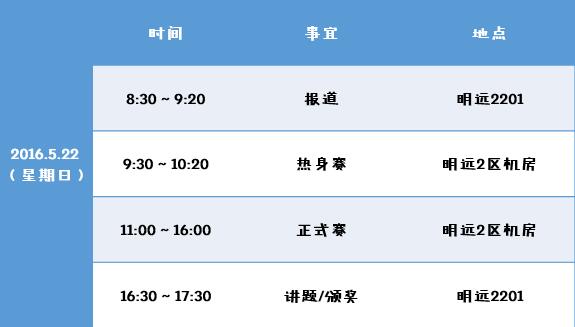 时间 事宜 地点
8:30 ~ 9:20 报道 明远2201
2016.5.22
（星期日）
9:30 ~ 10:20 热身赛 明远2区机房
11:00 ~ 16:00 正式赛 明远2区机房
16:30 ~ 17:30 讲题/颁奖 明远2201